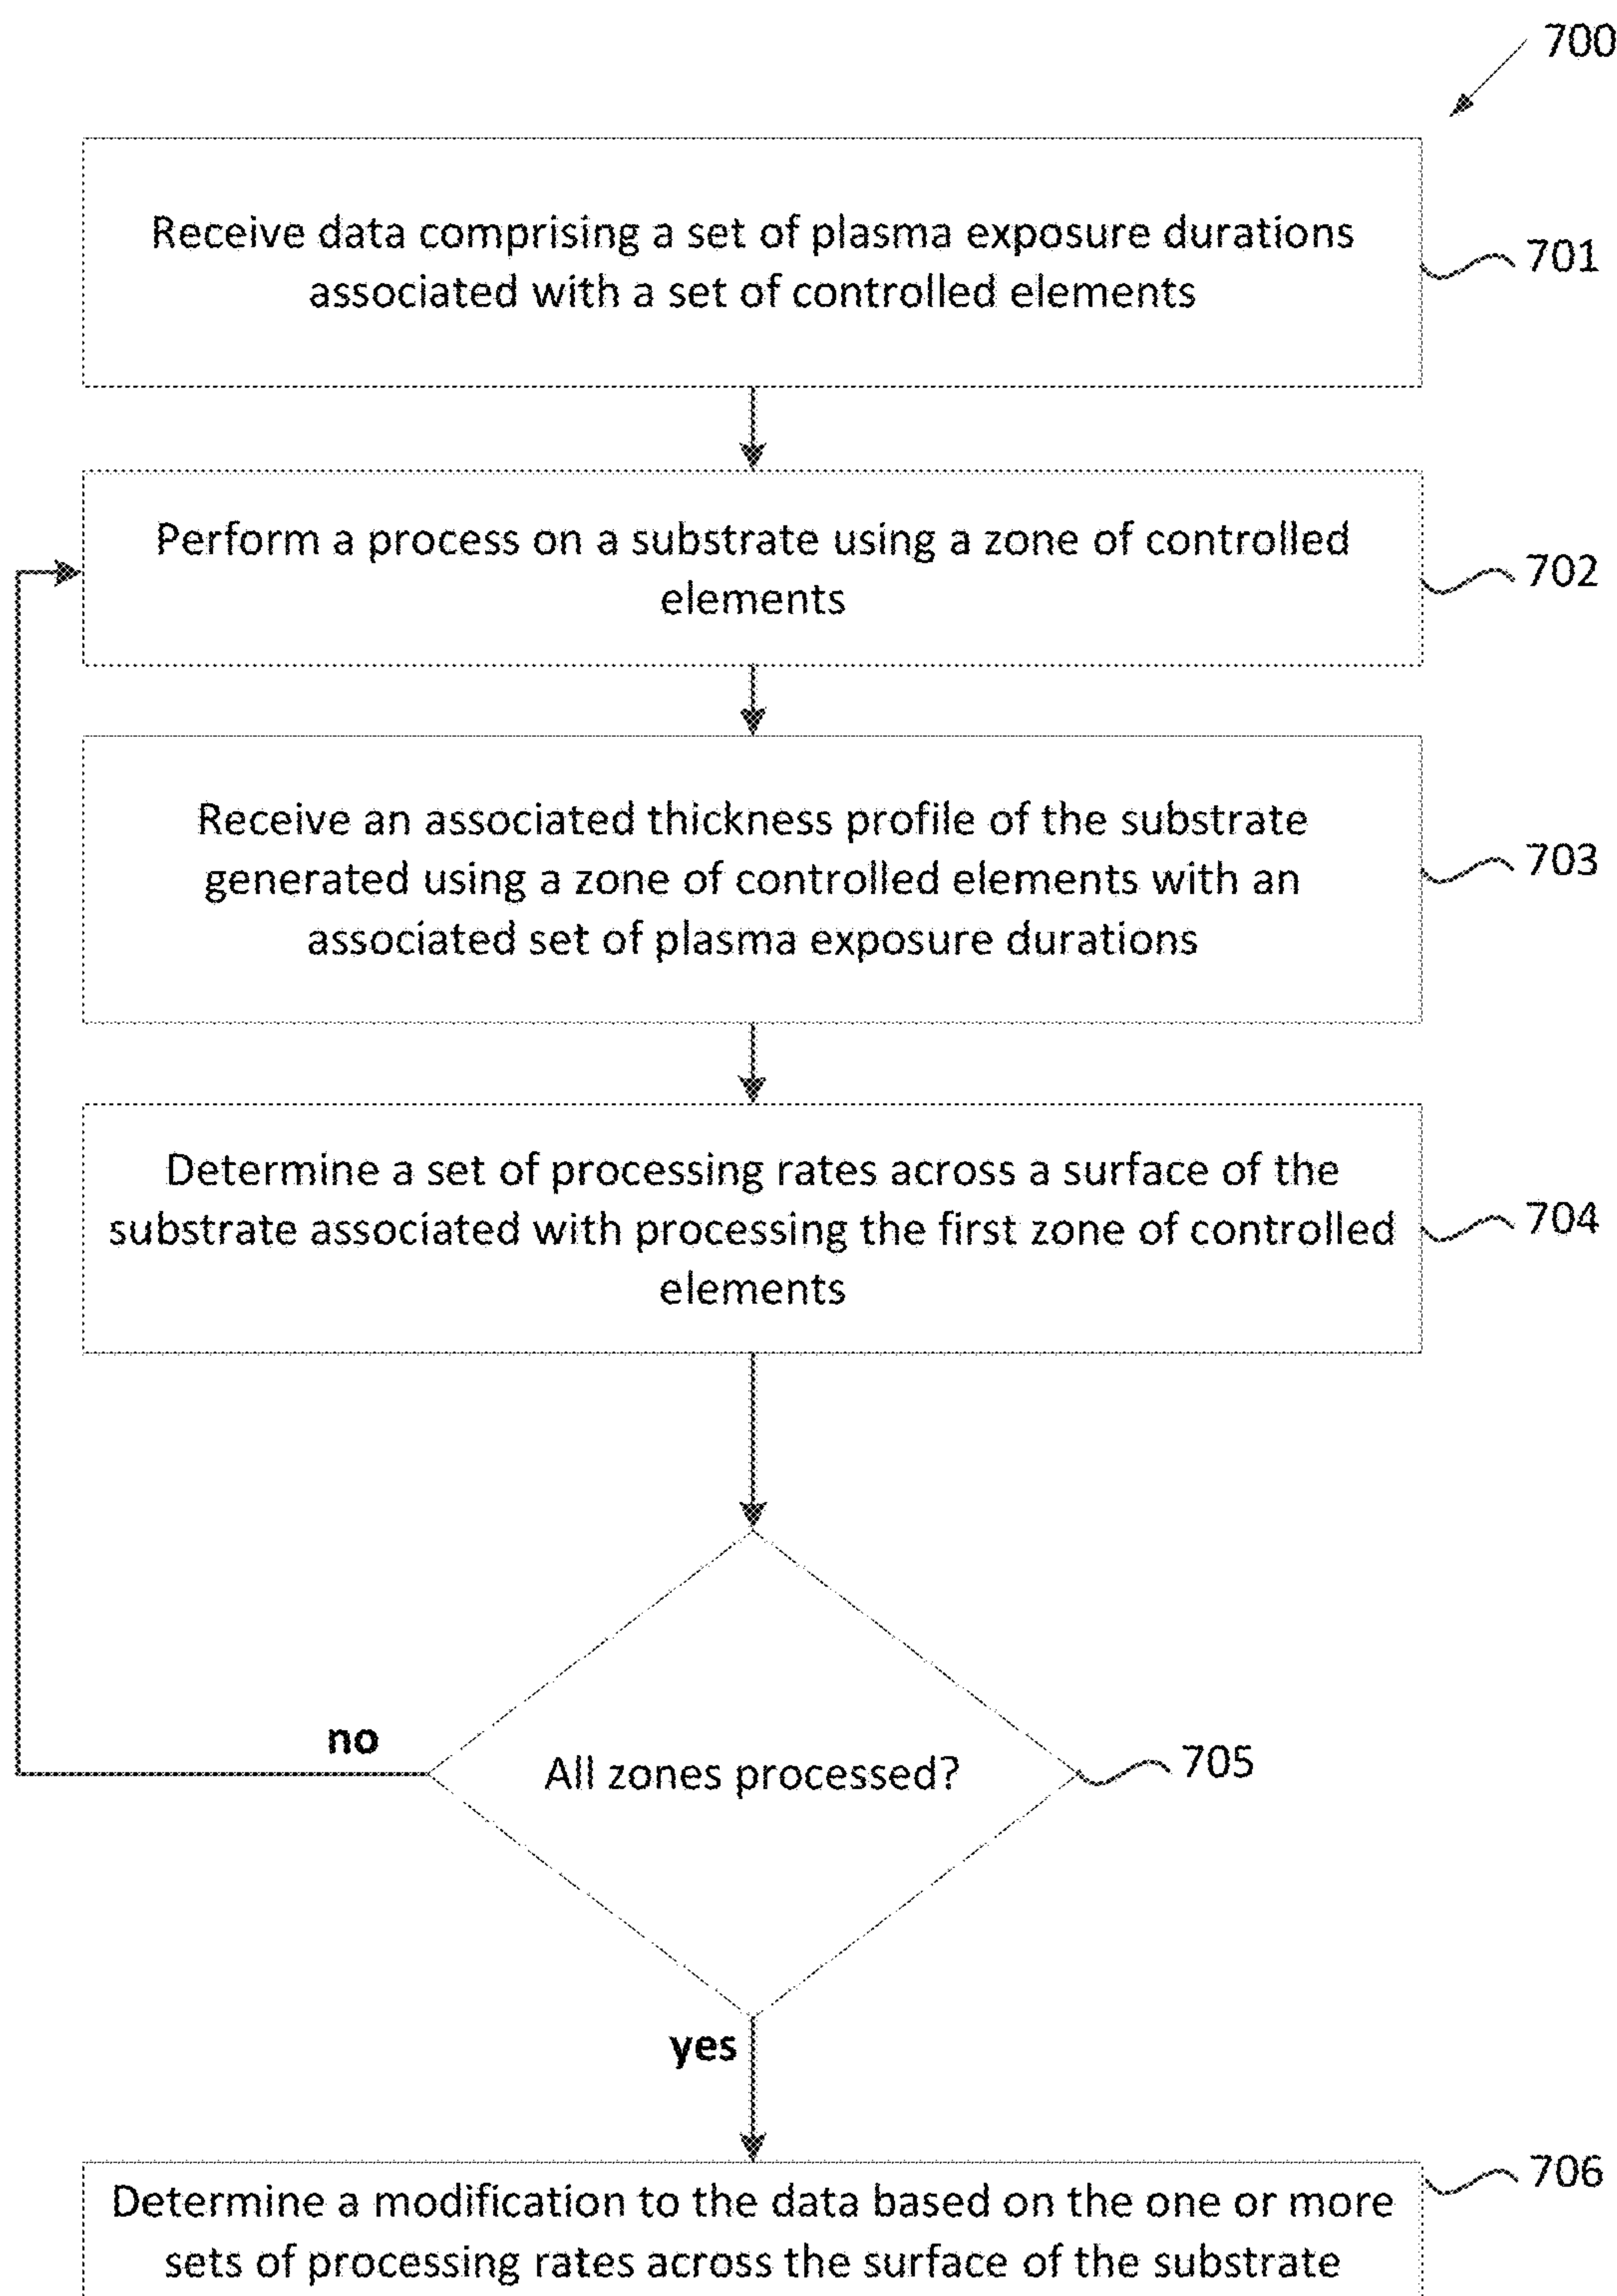 700
Receive data comprising a set of plasma exposure durations
associated with a set of controlled elements
701
Perform a process on a substrate using a zone of controlled
elements
702
Receive an associated thickness profile of the substrate
generated using a zone of controlled elements with an
associated set of plasma exposure durations
703
Determine a set of processing rates across a surface of the
substrate associated with processing the first zone of controlled
elements
704
no
All zones processed?
705
yes
706
Determine a modification to the data based on the one or more
sets of processing rates across the surface of the substrate